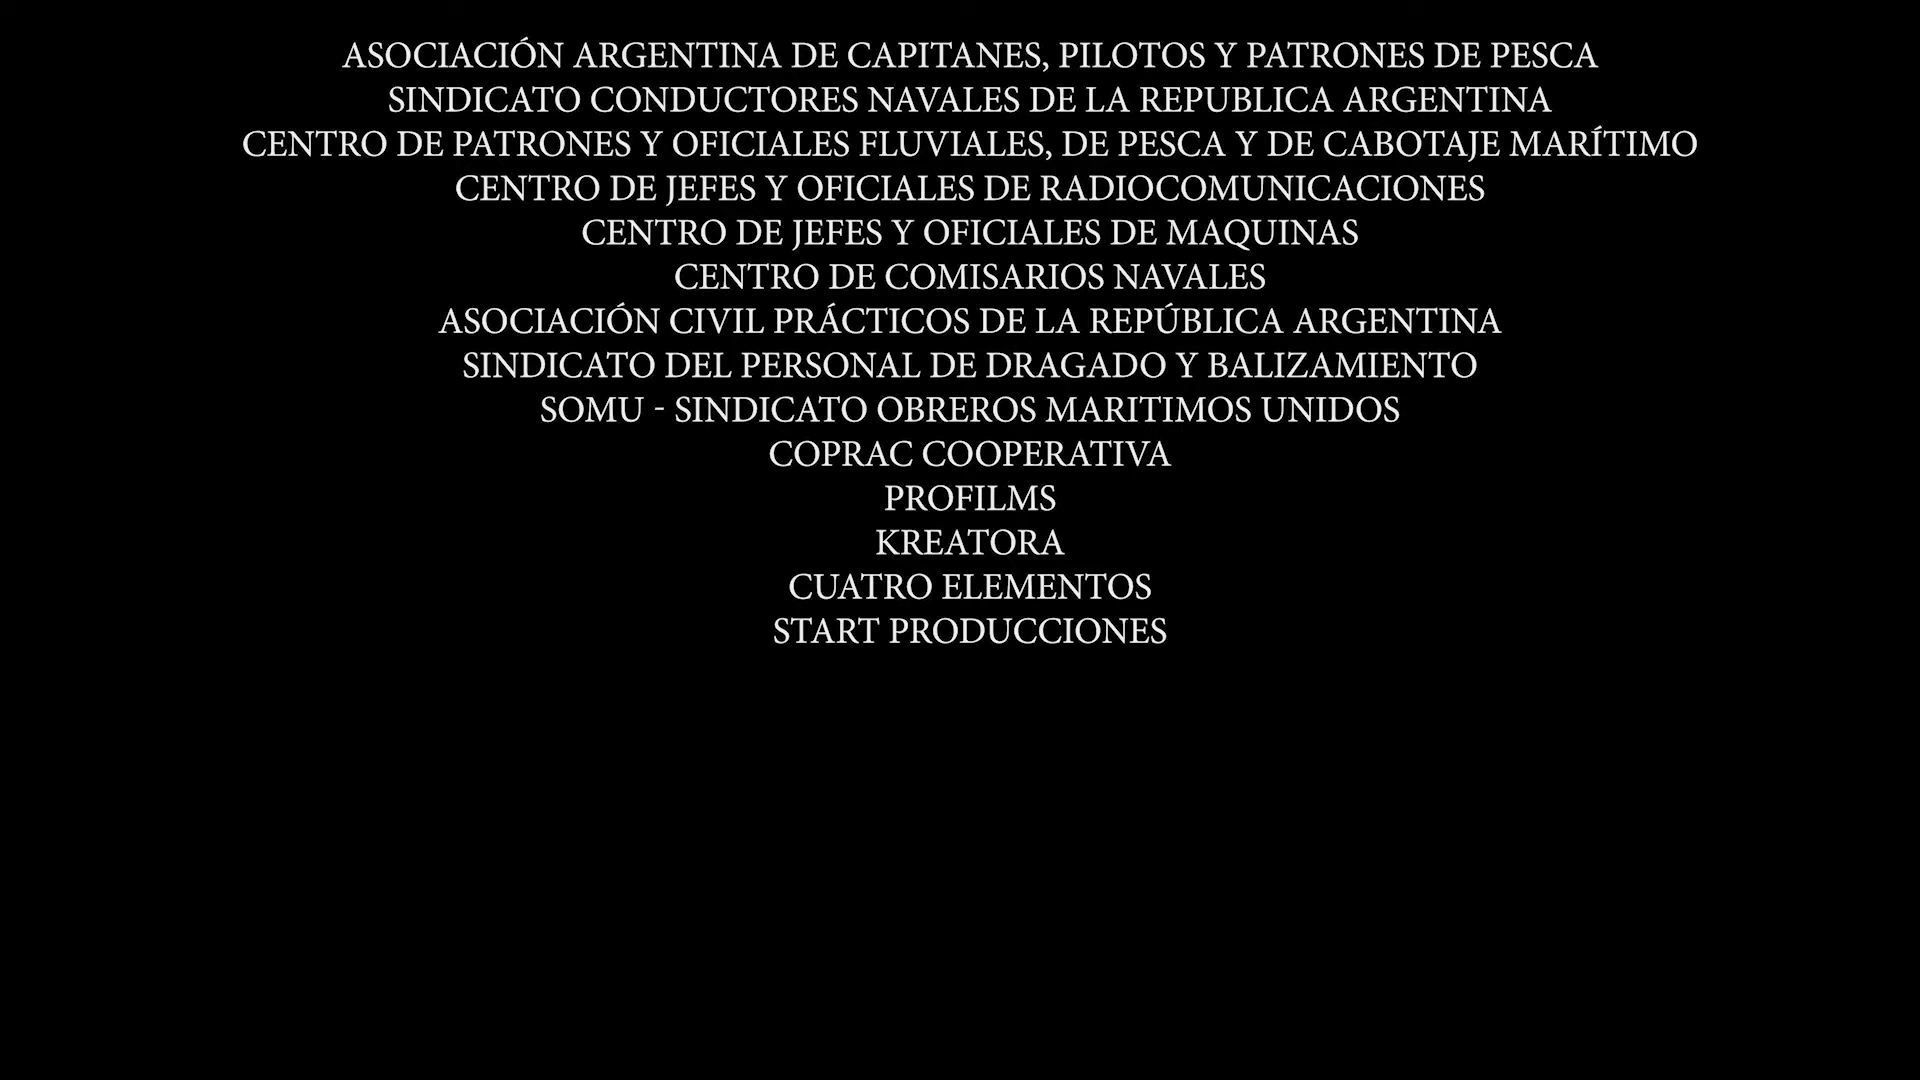 ASOCIACIÓN ARGENTINA DE CAPITANES, PILOTOS Y PATRONES DE PESCA
SINDICATO CONDUCTORES NAVALES DE LA REPUBLICA ARGENTINA
CENTRO DE PATRONES Y OFICIALES FLUVIALES, DE PESCA Y DE CABOTAJE MARÍTIMO
CENTRO DE JEFES Y OFICIALES DE RADIOCOMUNICACIONES
CENTRO DE JEFES Y OFICIALES DE MAQUINAS
CENTRO DE COMISARIOS NAVALES
ASOCIACIÓN CIVIL PRÁCTICOS DE LA REPÚBLICA ARGENTINA
SINDICATO DEL PERSONAL DE DRAGADO Y BALIZAMIENTO
SOMU - SINDICATO OBREROS MARITIMOS UNIDOS
COPRAC COOPERATIVA
PROFILMS
KREATORA
CUATRO ELEMENTOS
START PRODUCCIONES